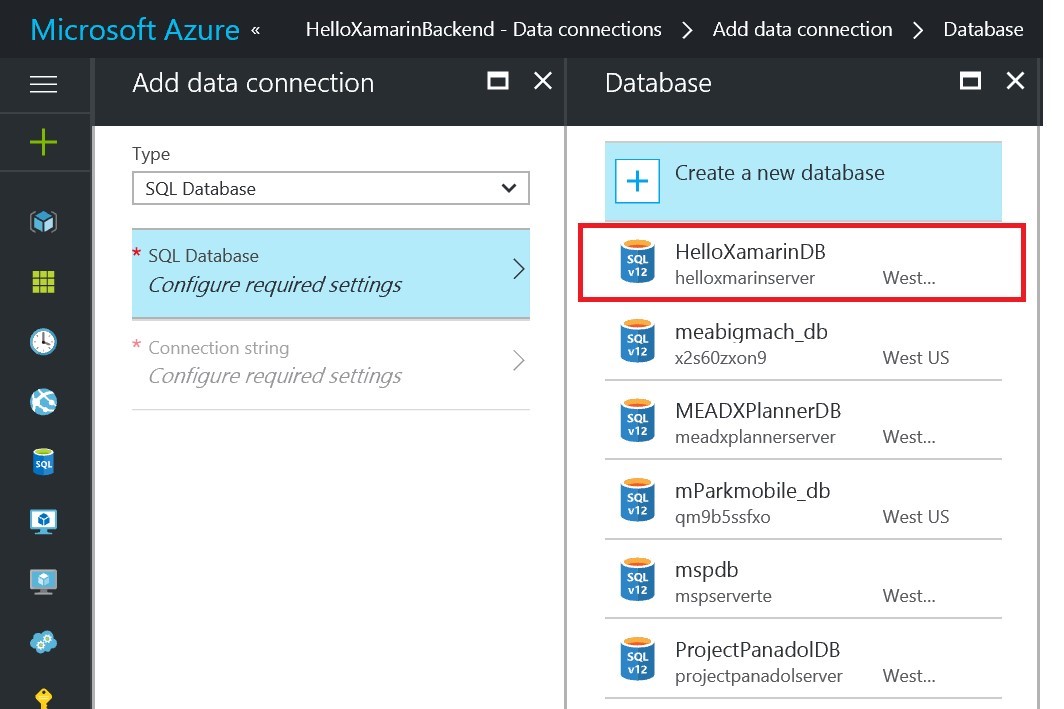 Microsoft Azure « HelloXamarinBackend - Data connections > Add data connection > Database
Add data connection
Type
SQL Database
* SQL Database
Configure required settings
* Connection string
Configure required settings
Database
Create a new database
SQL v12
HelloXamarinDB
helloxmarinserver West...
SQL v12
meabigmach_db
x2s60zxon9 West US
SQL v12
MEADXPlannerDB
meadxplannerserver West...
SQL v12
mParkmobile_db
qm9b5ssfxo West US
SQL v12
mspdb
mspserverte West...
SQL v12
ProjectPanadolDB
projectpanadolserver West...
SQL